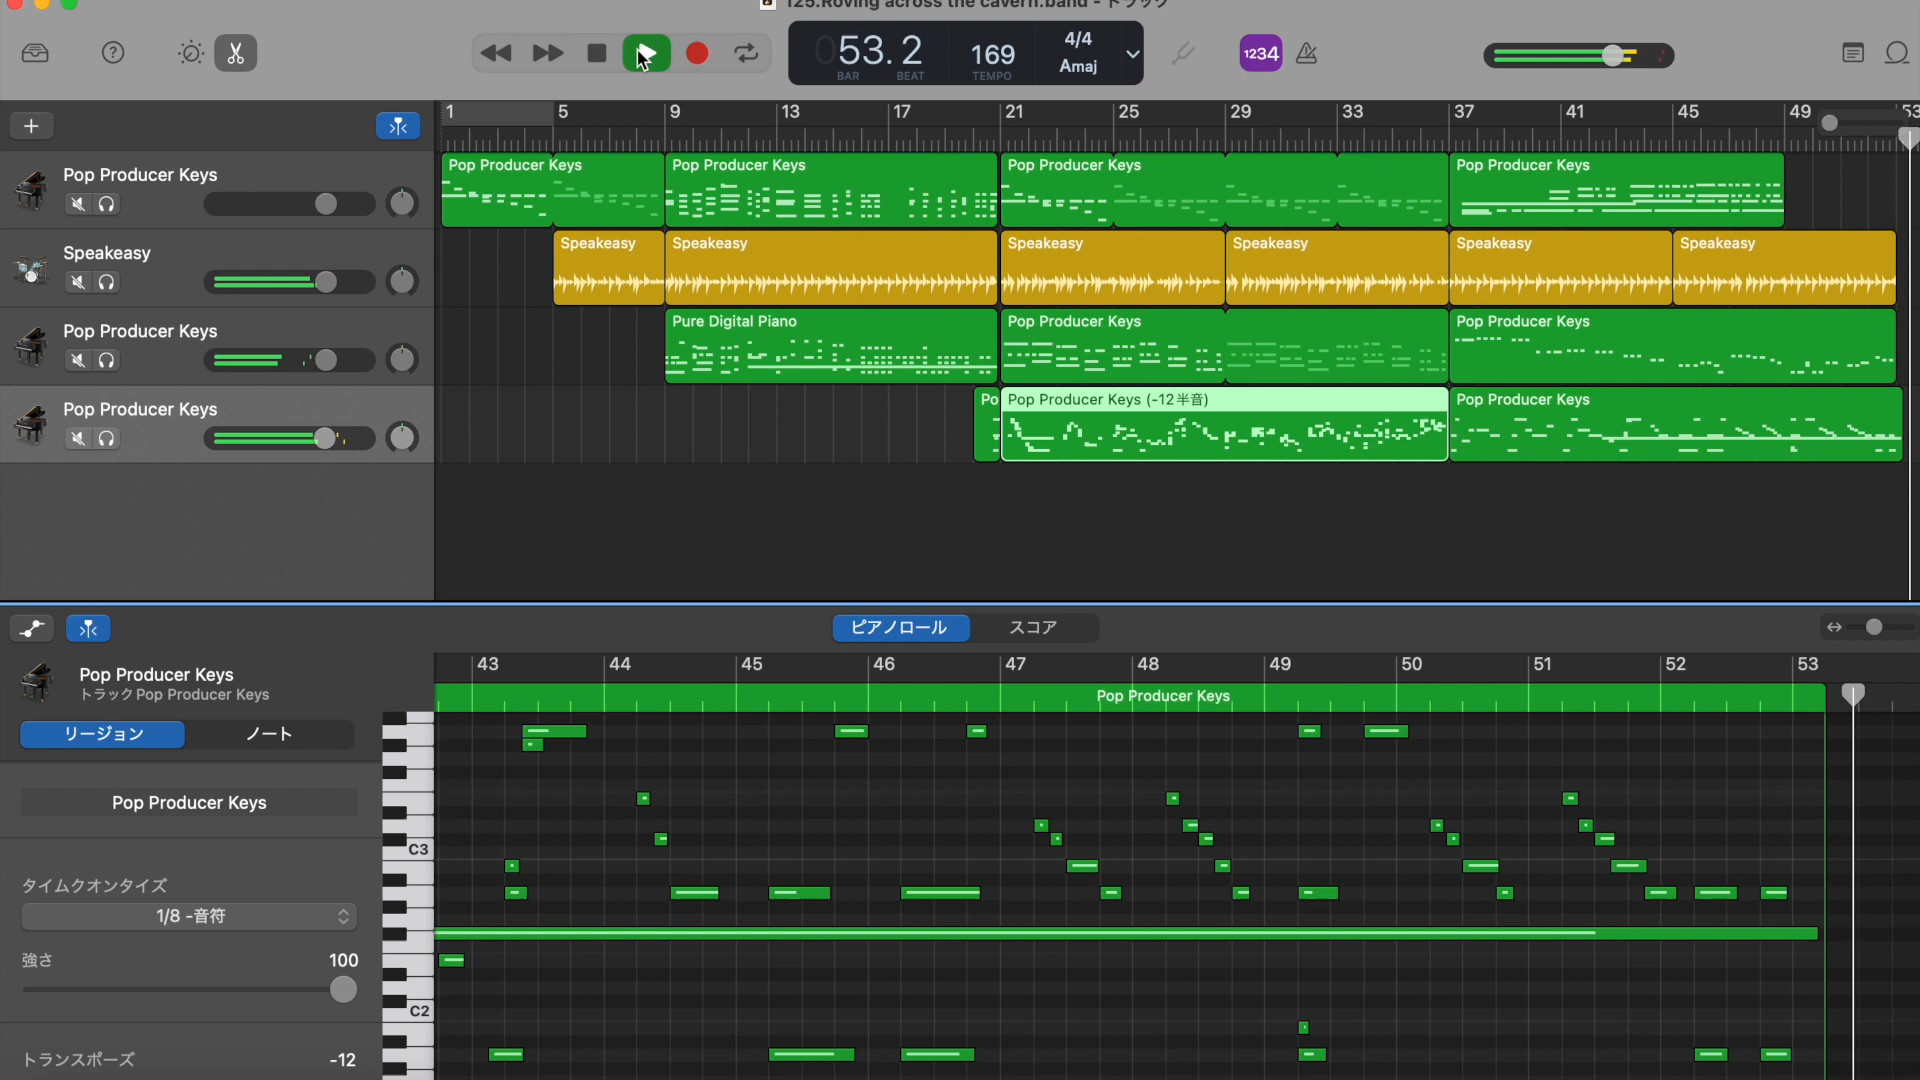 125.Roving across the cavern.band - トラック
053. 2
BAR
BEAT
169
TEMPO
4/4
Amaj
1234
1
5
9
13
17
21
25
29
33
37
41
45
49
53
Pop Producer Keys
Pop Producer Keys
Pop Producer Keys
Pop Producer Keys
Pop Producer Keys
Speakeasy
Speakeasy
Speakeasy
Speakeasy
Speakeasy
Speakeasy
Speakeasy
Pop Producer Keys
Pure Digital Piano
Pop Producer Keys
Pop Producer Keys
Pop Producer Keys
Po
Pop Producer Keys (-12 半音)
Pop Producer Keys
ピアノロール
スコア
43
44
45
46
47
48
49
50
51
52
53
Pop Producer Keys
トラック Pop Producer Keys
Pop Producer Keys
リージョン
ノート
Pop Producer Keys
C3
タイムクオンタイズ
1/8 -音符
強さ
100
C2
トランスポーズ
-12